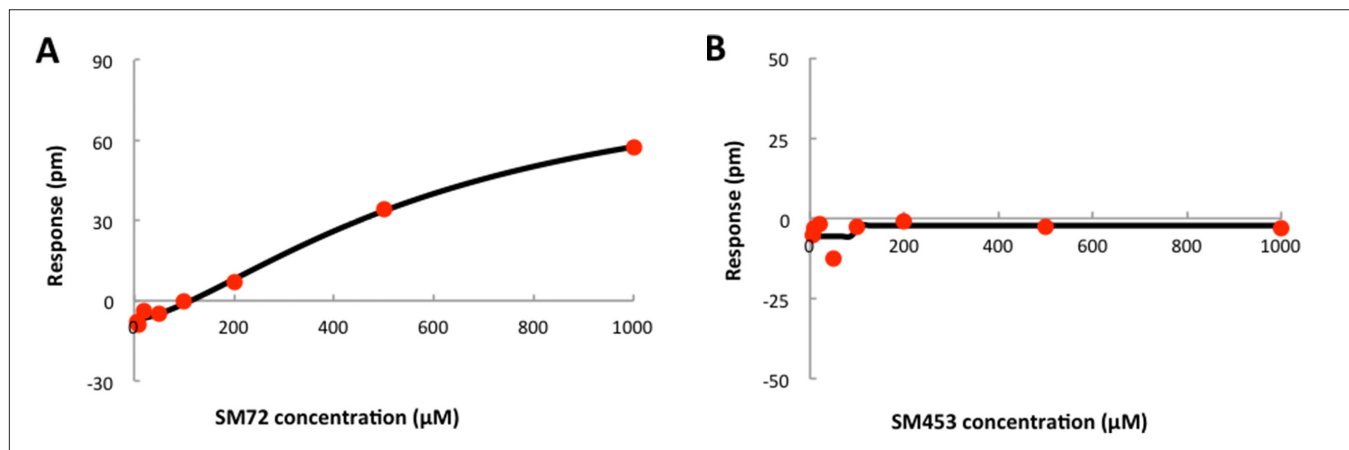 A
Response (pm)
90
60
30
0
-30
0 200 400 600 800 1000
SM72 concentration (μM)
B
Response (pm)
50
25
0
-25
-50
0 200 400 600 800 1000
SM453 concentration (μM)